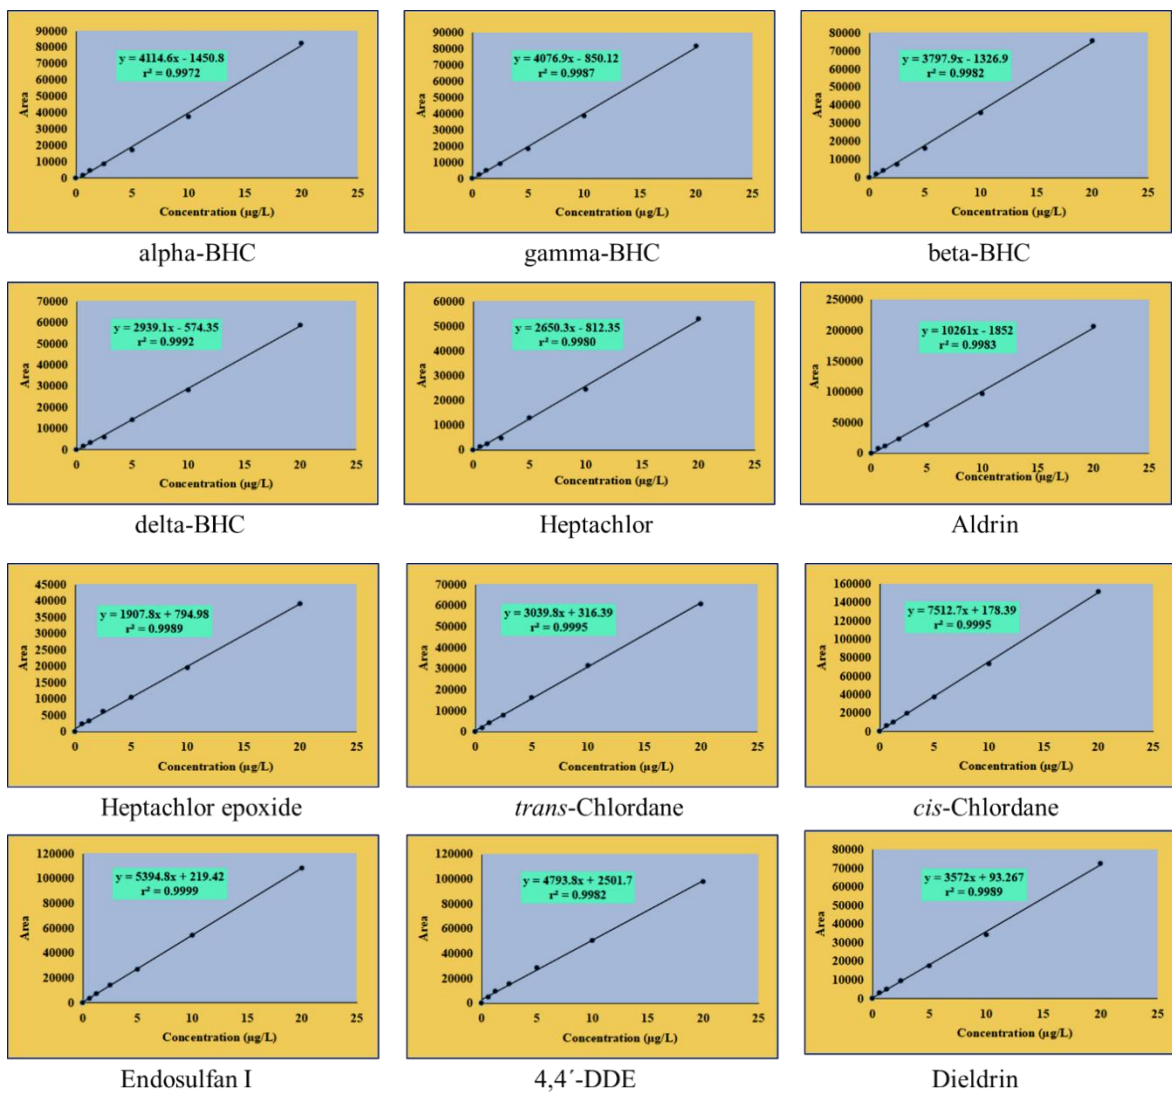 90000
80000
70000
60000
50000
40000
30000
20000
10000
0
Area
y = 4114.6x - 1450.8
r² = 0.9972
0 5 10 15 20 25
Concentration (µg/L)
alpha-BHC
90000
80000
70000
60000
50000
40000
30000
20000
10000
0
Area
y = 4076.9x - 850.12
r² = 0.9987
0 5 10 15 20 25
Concentration (µg/L)
gamma-BHC
80000
70000
60000
50000
40000
30000
20000
10000
0
Area
y = 3797.9x - 1326.9
r² = 0.9982
0 5 10 15 20 25
Concentration (µg/L)
beta-BHC
70000
60000
50000
40000
30000
20000
10000
0
Area
y = 2939.1x - 574.35
r² = 0.9992
0 5 10 15 20 25
Concentration (µg/L)
delta-BHC
60000
50000
40000
30000
20000
10000
0
Area
y = 2650.3x - 812.35
r² = 0.9980
0 5 10 15 20 25
Concentration (µg/L)
Heptachlor
250000
200000
150000
100000
50000
0
Area
y = 10261x - 1852
r² = 0.9983
0 5 10 15 20 25
Concentration (µg/L)
Aldrin
45000
40000
35000
30000
25000
20000
15000
10000
5000
0
Area
y = 1907.8x + 794.98
r² = 0.9989
0 5 10 15 20 25
Concentration (µg/L)
Heptachlor epoxide
70000
60000
50000
40000
30000
20000
10000
0
Area
y = 3039.8x + 316.39
r² = 0.9995
0 5 10 15 20 25
Concentration (µg/L)
trans-Chlordane
160000
140000
120000
100000
80000
60000
40000
20000
0
Area
y = 7512.7x + 178.39
r² = 0.9995
0 5 10 15 20 25
Concentration (µg/L)
cis-Chlordane
120000
100000
80000
60000
40000
20000
0
Area
y = 5394.8x + 219.42
r² = 0.9999
0 5 10 15 20 25
Concentration (µg/L)
Endosulfan I
120000
100000
80000
60000
40000
20000
0
Area
y = 4793.8x + 2501.7
r² = 0.9982
0 5 10 15 20 25
Concentration (µg/L)
4,4´-DDE
80000
70000
60000
50000
40000
30000
20000
10000
0
Area
y = 3572x + 93.267
r² = 0.9989
0 5 10 15 20 25
Concentration (µg/L)
Dieldrin